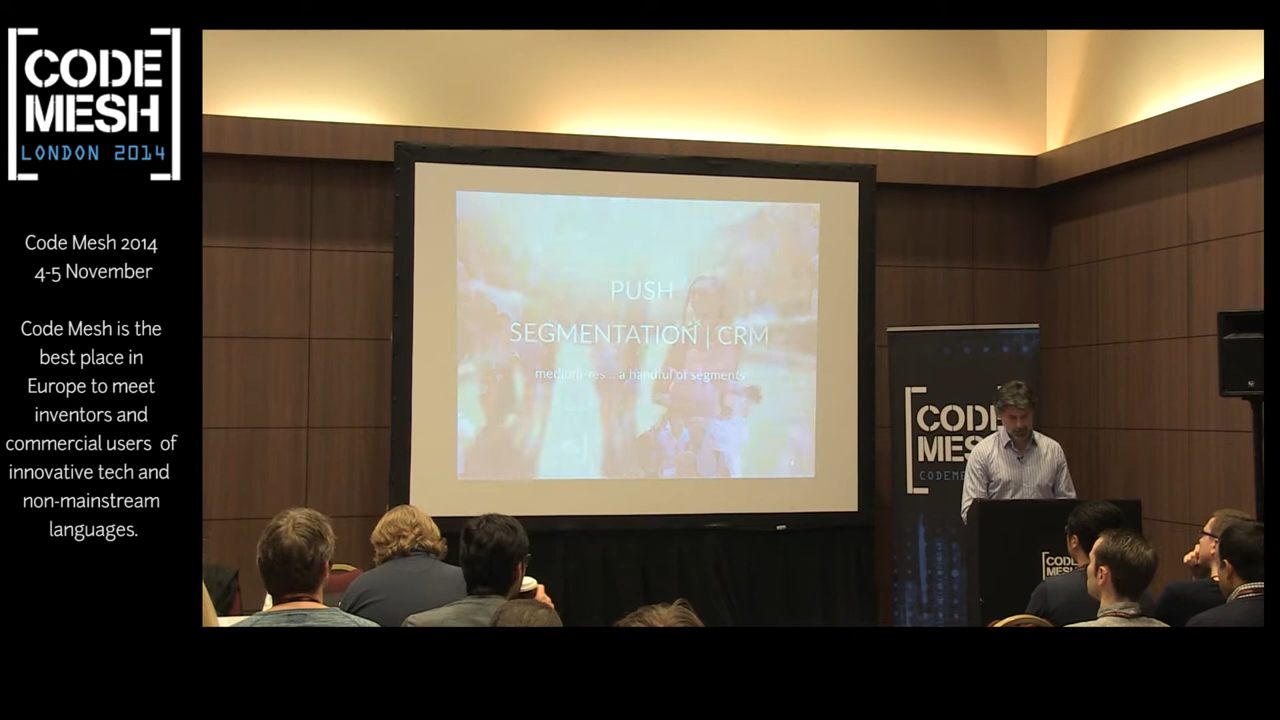 CODE
MESH
LONDON 2014
Code Mesh 2014
4-5 November
Code Mesh is the
best place in
Europe to meet
inventors and
commercial users of
innovative tech and
non-mainstream
languages.
PUSH
SEGMENTATION | CRM
medium-res .. a handful of segments
CODE
MES
CODEME
CODE
MESH